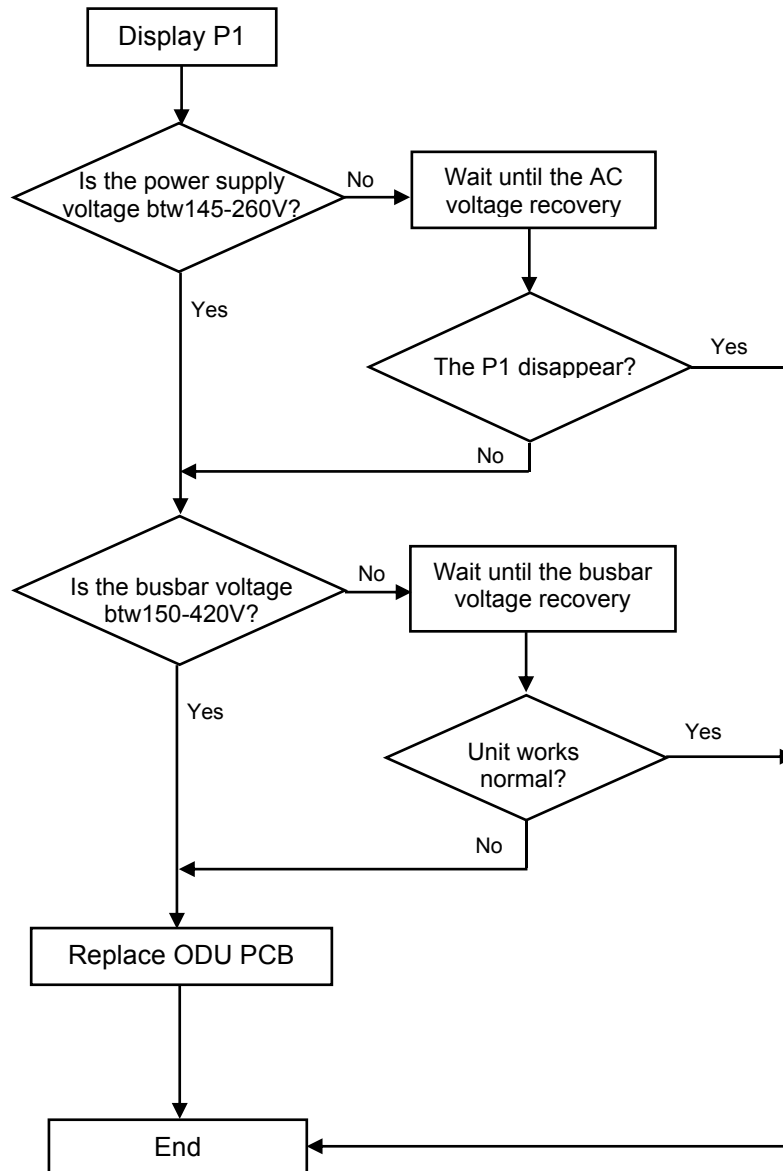 Display P1
Is the power supply
voltage btw145-260V?
No
Wait until the AC
voltage recovery
Yes
The P1 disappear?
Yes
No
Is the busbar voltage
btw150-420V?
No
Wait until the busbar
voltage recovery
Yes
Unit works
normal?
Yes
No
Replace ODU PCB
End